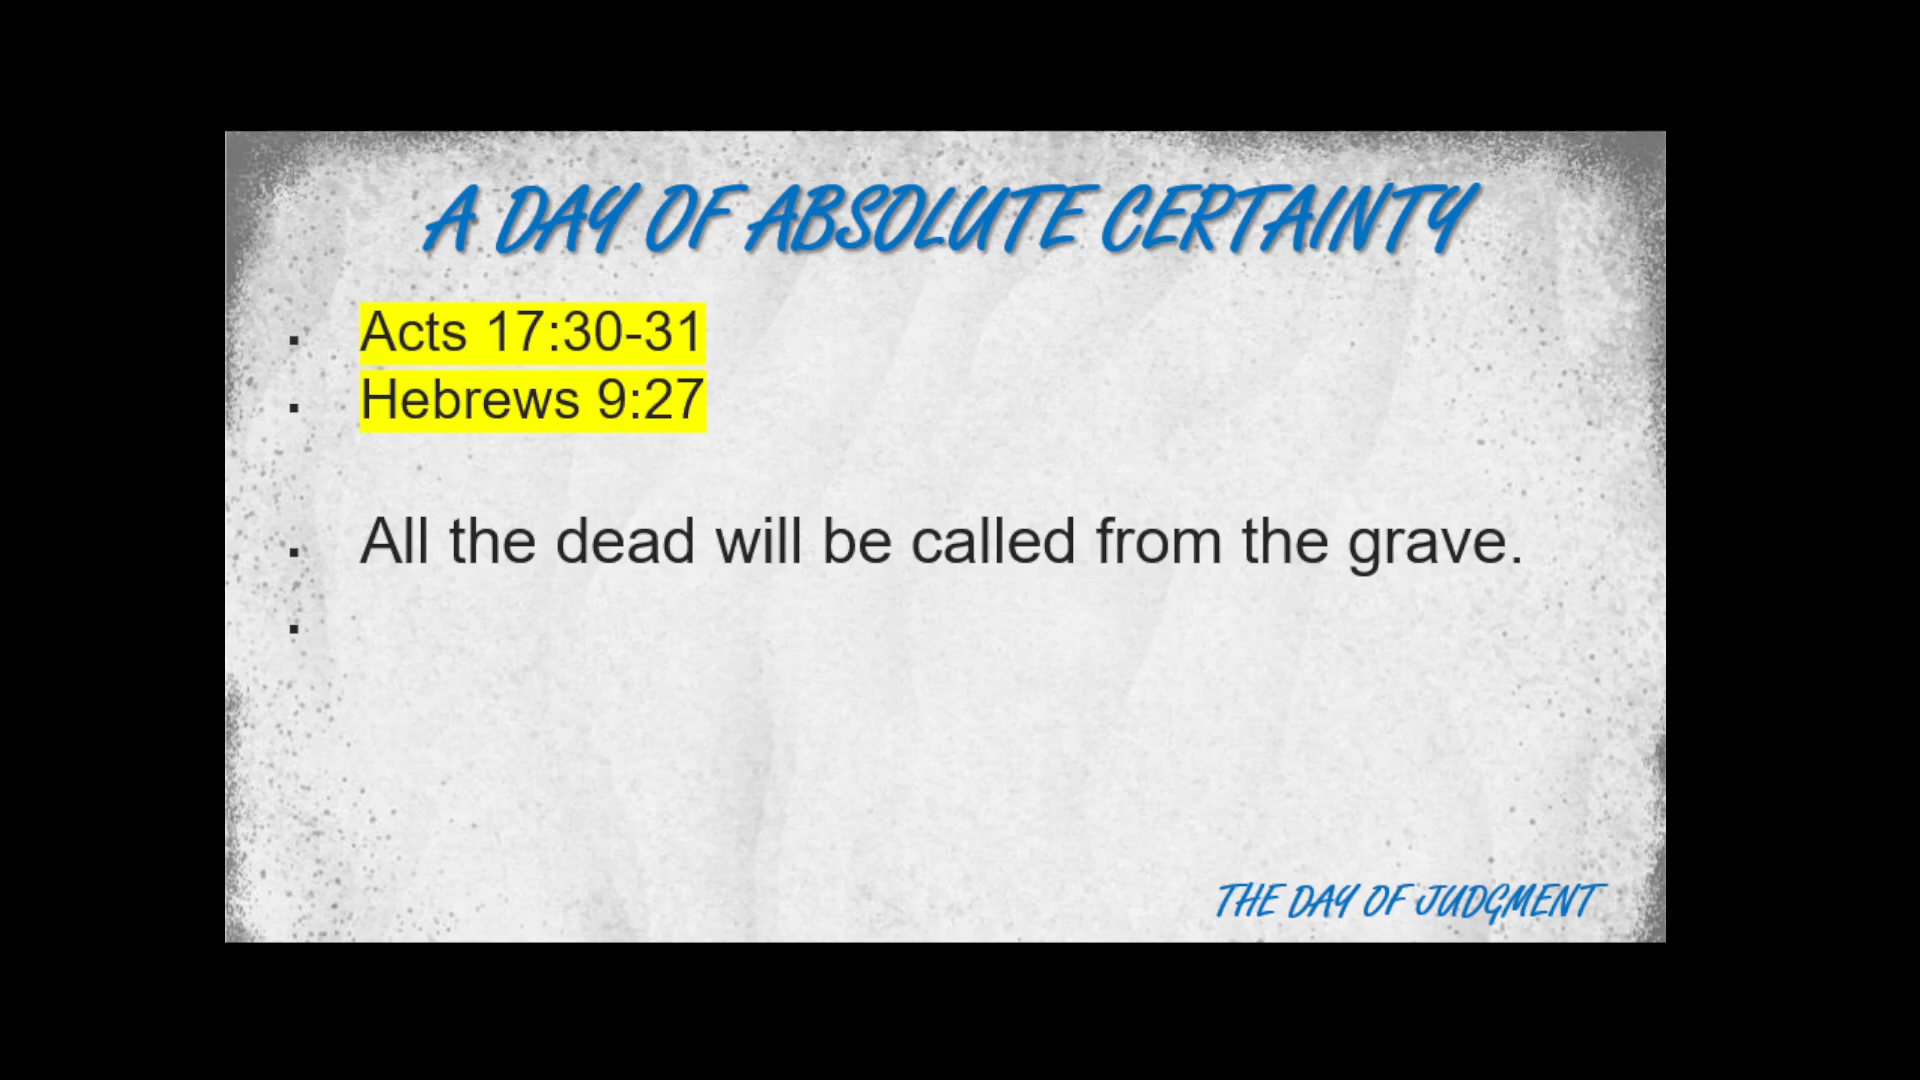 A DAY OF ABSOLUTE CERTAINTY
▪ Acts 17:30-31
▪ Hebrews 9:27
▪ All the dead will be called from the grave.
▪
THE DAY OF JUDGMENT